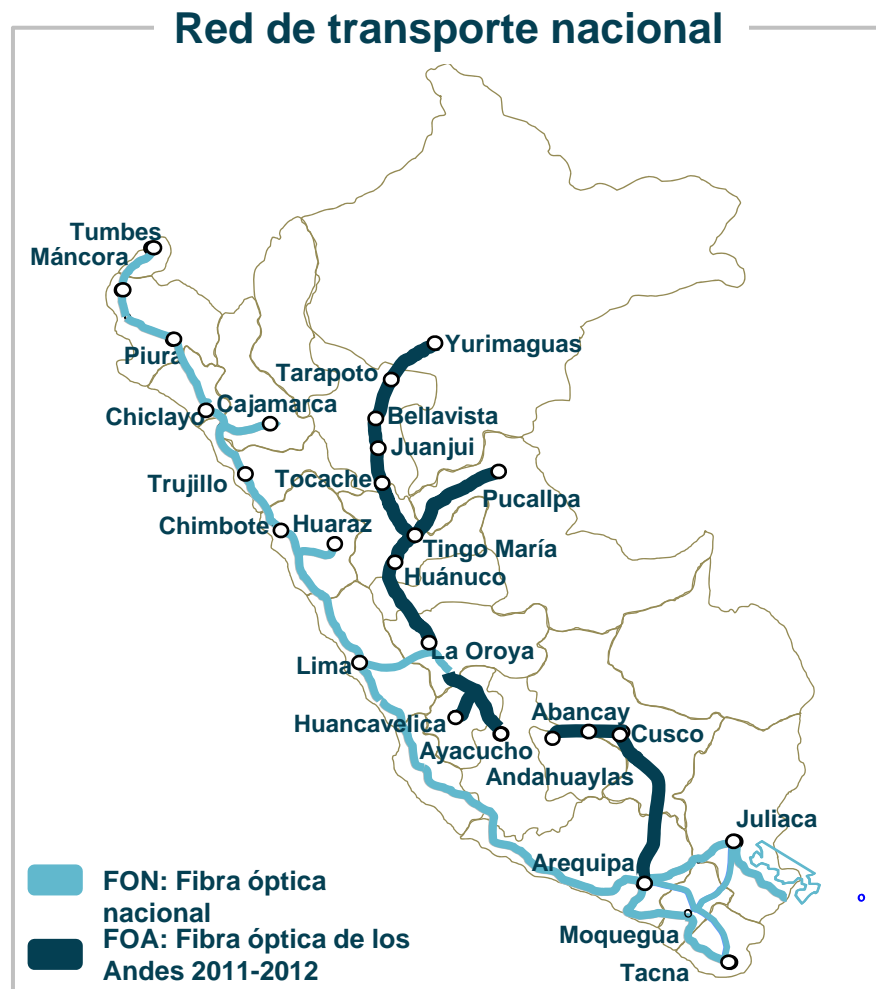 Red de transporte nacional
Tumbes
Máncora
Piura
Chiclayo
Cajamarca
Trujillo
Chimbote
Huaraz
Yurimaguas
Tarapoto
Bellavista
Juanjui
Tocache
Pucallpa
Tingo María
Huánuco
La Oroya
Lima
Huancavelica
Ayacucho
Abancay
Cusco
Andahuaylas
Juliaca
Arequipa
Moquegua
Tacna
FON: Fibra óptica
nacional
FOA: Fibra óptica de los
Andes 2011-2012